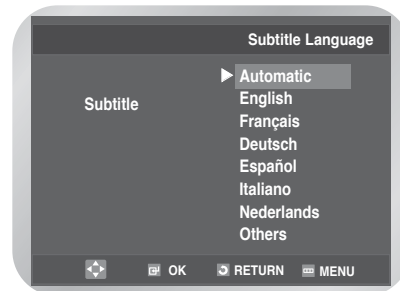 Subtitle Language
Subtitle
Automatic
English
Français
Deutsch
Español
Italiano
Nederlands
Others
OK RETURN MENU